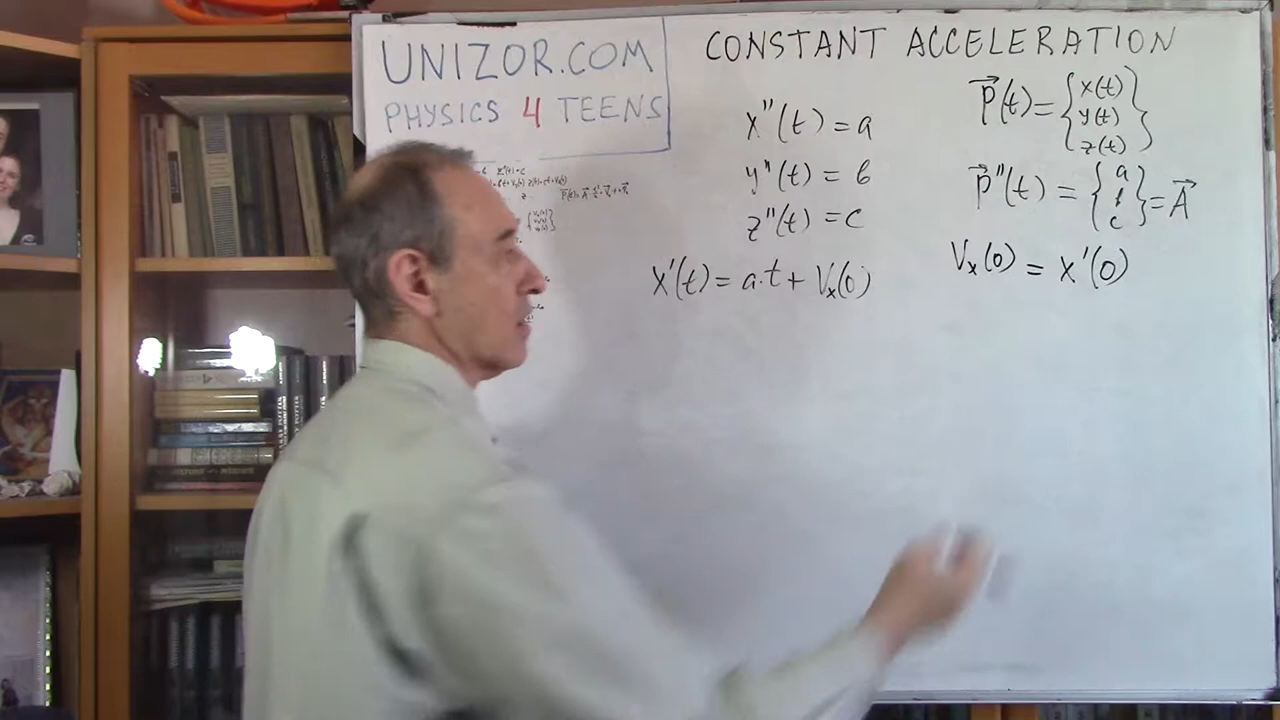 UNIZOR.COM
PHYSICS 4 TEENS
CONSTANT ACCELERATION
x''(t) = a
y''(t) = b
z''(t) = c
x'(t) = a·t + Vx(0)
p⃗(t) = { x(t)
y(t)
z(t) }
p⃗''(t) = { a
b
c } = A⃗
Vx(0) = x'(0)